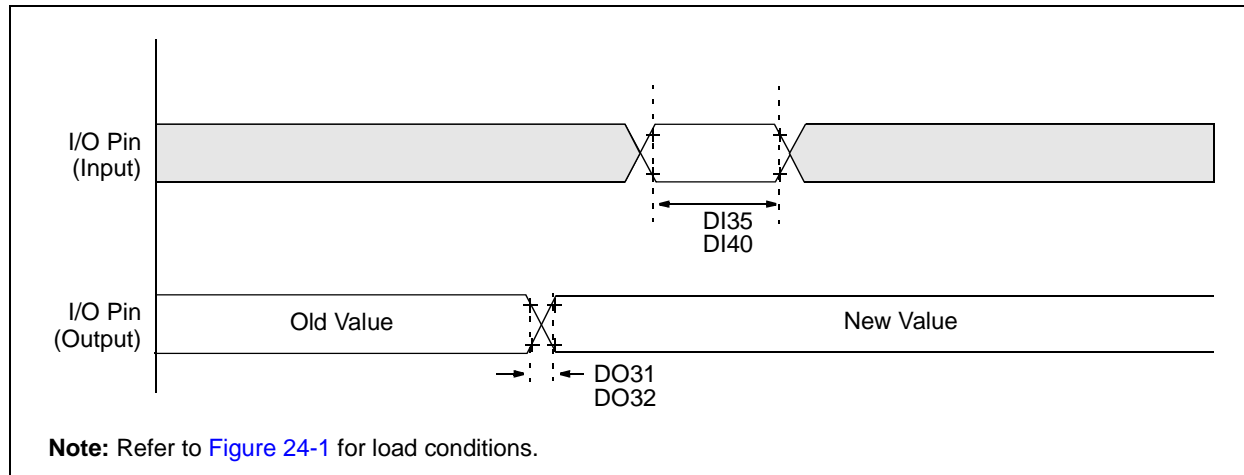 I/O Pin
(Input)
DI35
DI40
I/O Pin
(Output)
Old Value
New Value
DO31
DO32
Note: Refer to Figure 24-1 for load conditions.